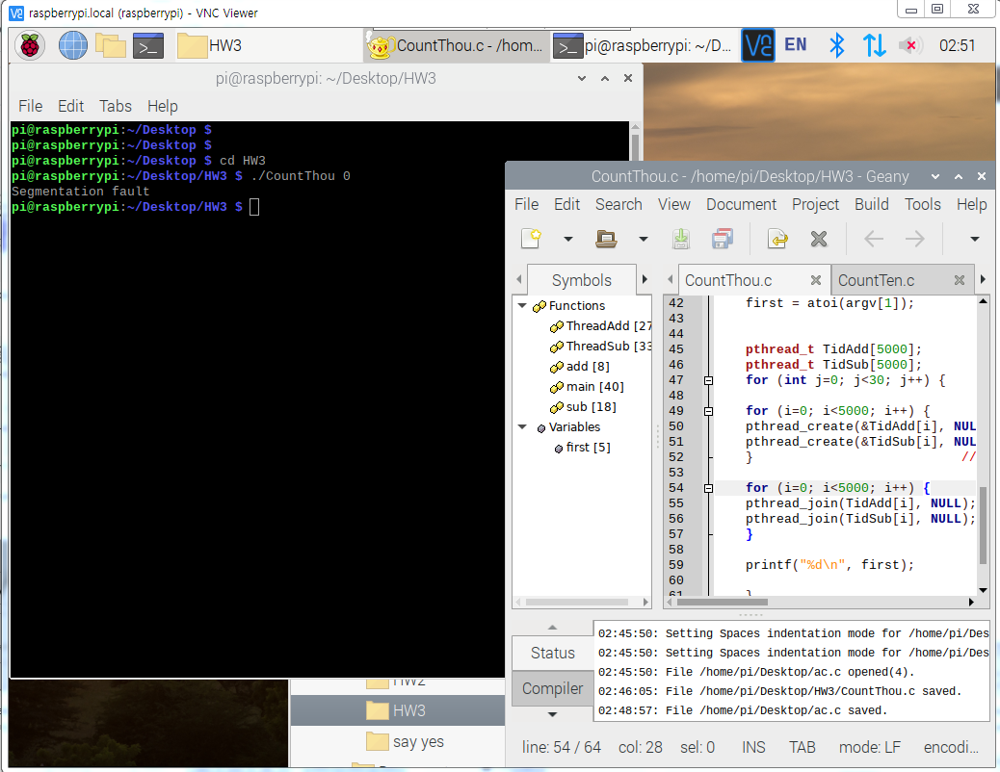 raspberrypi.local (raspberrypi) - VNC Viewer
HW3
CountThou.c - /hom...
pi@raspberrypi: ~/D...
EN
02:51
pi@raspberrypi: ~/Desktop/HW3
File Edit Tabs Help
pi@raspberrypi:~/Desktop $
pi@raspberrypi:~/Desktop $
pi@raspberrypi:~/Desktop $ cd HW3
pi@raspberrypi:~/Desktop/HW3 $ ./CountThou 0
Segmentation fault
pi@raspberrypi:~/Desktop/HW3 $
CountThou.c - /home/pi/Desktop/HW3 - Geany
File Edit Search View Document Project Build Tools Help
Symbols
Functions
ThreadAdd [27
ThreadSub [33
add [8]
main [40]
sub [18]
Variables
first [5]
CountThou.c
CountTen.c
42 first = atoi(argv[1]);
43
44
45 pthread_t TidAdd[5000];
46 pthread_t TidSub[5000];
47 for (int j=0; j<30; j++) {
48
49 for (i=0; i<5000; i++) {
50 pthread_create(&TidAdd[i], NUL
51 pthread_create(&TidSub[i], NUL
52 } //
53
54 for (i=0; i<5000; i++) {
55 pthread_join(TidAdd[i], NULL);
56 pthread_join(TidSub[i], NULL);
57 }
58
59 printf("%d\n", first);
60
61 }
Status
Compiler
02:45:50: Setting Spaces indentation mode for /home/pi/Des
02:45:50: Setting Spaces indentation mode for /home/pi/Des
02:45:50: File /home/pi/Desktop/ac.c opened(4).
02:46:05: File /home/pi/Desktop/HW3/CountThou.c saved.
02:48:57: File /home/pi/Desktop/ac.c saved.
line: 54 / 64 col: 28 sel: 0 INS TAB mode: LF encodi...
HW2
HW3
say yes